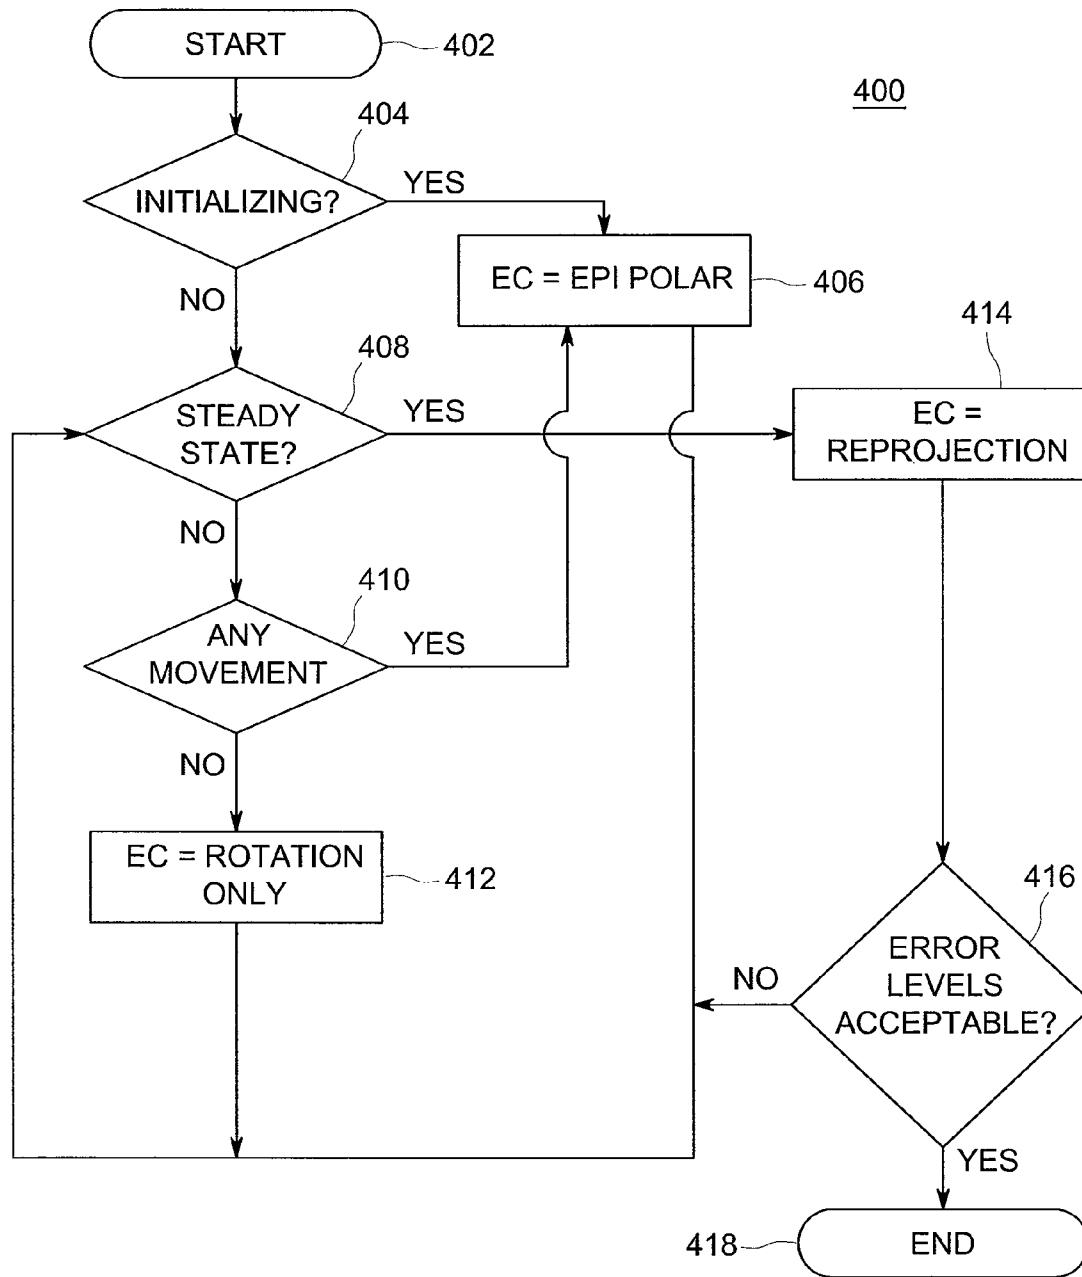 START
402
400
404
INITIALIZING?
YES
EC = EPI POLAR
406
NO
408
414
STEADY
STATE?
YES
EC =
REPROJECTION
NO
410
ANY
MOVEMENT
YES
NO
EC = ROTATION
ONLY
412
416
ERROR
LEVELS
ACCEPTABLE?
NO
YES
418
END